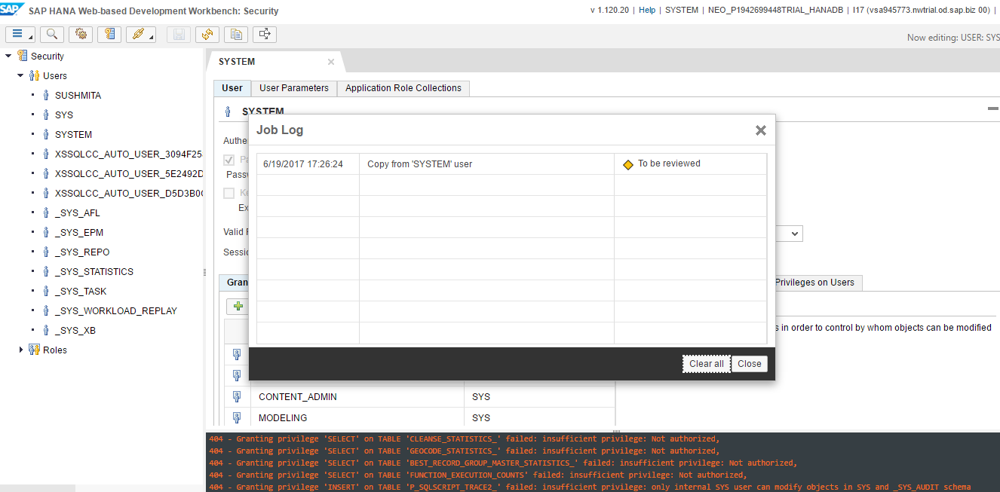 SAP SAP HANA Web-based Development Workbench: Security
v 1.120.20 | Help | SYSTEM | NEO_P1942699448TRIAL_HANADB | I17 (vsa945773.nwtrial.od.sap.biz 00) |
Now editing: USER: SYS
Security
Users
SUSHMITA
SYS
SYSTEM
XSSQLCC_AUTO_USER_3094F25
XSSQLCC_AUTO_USER_5E2492D
XSSQLCC_AUTO_USER_D5D3B0
_SYS_AFL
_SYS_EPM
_SYS_REPO
_SYS_STATISTICS
_SYS_TASK
_SYS_WORKLOAD_REPLAY
_SYS_XB
Roles
SYSTEM
User User Parameters Application Role Collections
SYSTEM
Authe
Pa
Passw
Ke
Ex
Valid F
Sessio
Gran
Privileges on Users
s in order to control by whom objects can be modified
Job Log
6/19/2017 17:26:24 Copy from 'SYSTEM' user To be reviewed
Clear all Close
CONTENT_ADMIN SYS
MODELING SYS
404 - Granting privilege 'SELECT' on TABLE 'CLEANSE_STATISTICS_' failed: insufficient privilege: Not authorized,
404 - Granting privilege 'SELECT' on TABLE 'GEOCODE_STATISTICS_' failed: insufficient privilege: Not authorized,
404 - Granting privilege 'SELECT' on TABLE 'BEST_RECORD_GROUP_MASTER_STATISTICS_' failed: insufficient privilege: Not authorized,
404 - Granting privilege 'SELECT' on TABLE 'FUNCTION_EXECUTION_COUNTS' failed: insufficient privilege: Not authorized,
404 - Granting privilege 'INSERT' on TABLE 'P_SQLSCRIPT_TRACE2_' failed: insufficient privilege: only internal SYS user can modify objects in SYS and _SYS_AUDIT schema